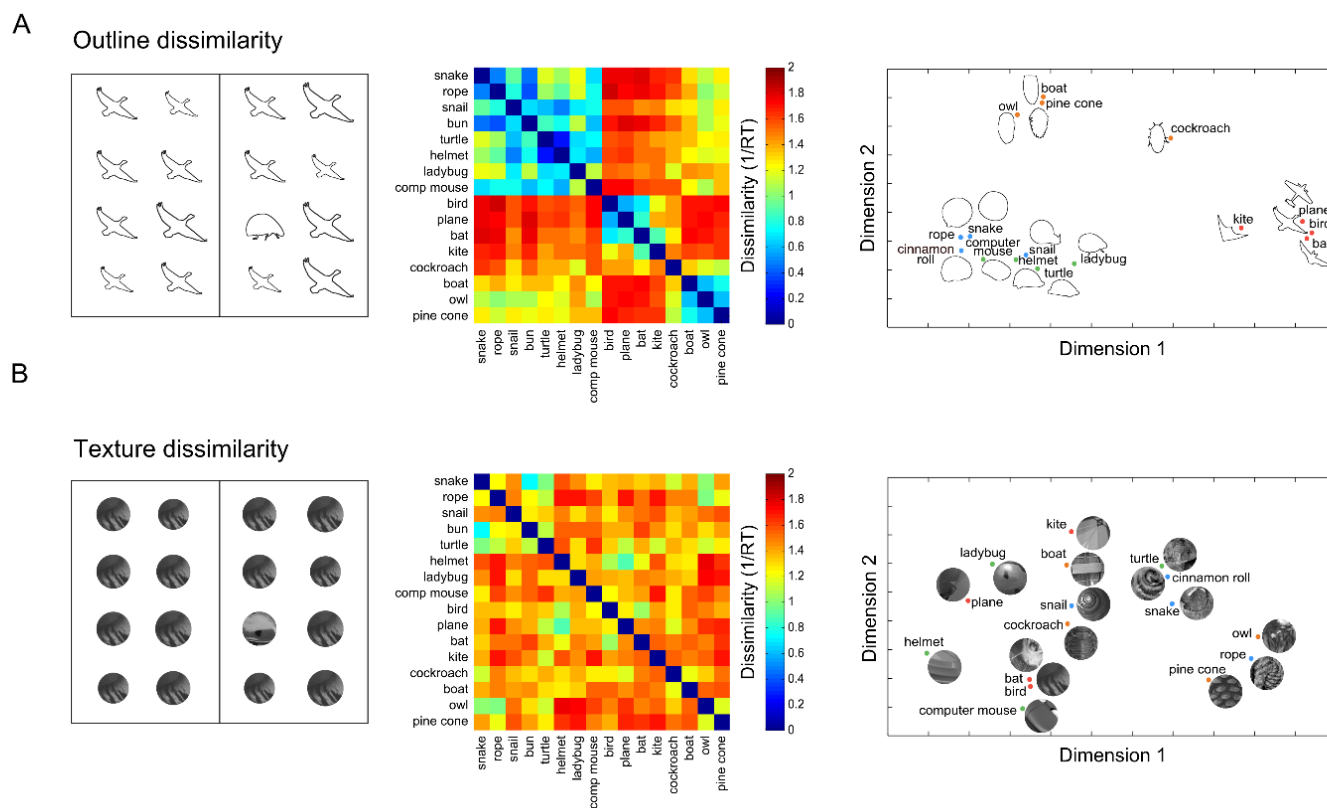 A
Outline dissimilarity
snake
rope
snail
bun
turtle
helmet
ladybug
comp mouse
bird
plane
bat
kite
cockroach
boat
owl
pine cone
snake
rope
snail
bun
turtle
helmet
ladybug
comp mouse
bird
plane
bat
kite
cockroach
boat
owl
pine cone
2
1.8
1.6
1.4
1.2
1
0.8
0.6
0.4
0.2
0
Dissimilarity (1/RT)
boat
pine cone
owl
cockroach
kite
plane
bird
ba
rope
snake
cinnamon
roll
computer
mouse
snail
helmet
turtle
ladybug
Dimension 2
Dimension 1
B
Texture dissimilarity
snake
rope
snail
bun
turtle
helmet
ladybug
comp mouse
bird
plane
bat
kite
cockroach
boat
owl
pine cone
snake
rope
snail
bun
turtle
helmet
ladybug
comp mouse
bird
plane
bat
kite
cockroach
boat
owl
pine cone
2
1.8
1.6
1.4
1.2
1
0.8
0.6
0.4
0.2
0
Dissimilarity (1/RT)
kite
ladybug
boat
turtle
cinnamon roll
plane
snail
snake
cockroach
owl
helmet
rope
bat
bird
pine cone
computer mouse
Dimension 2
Dimension 1